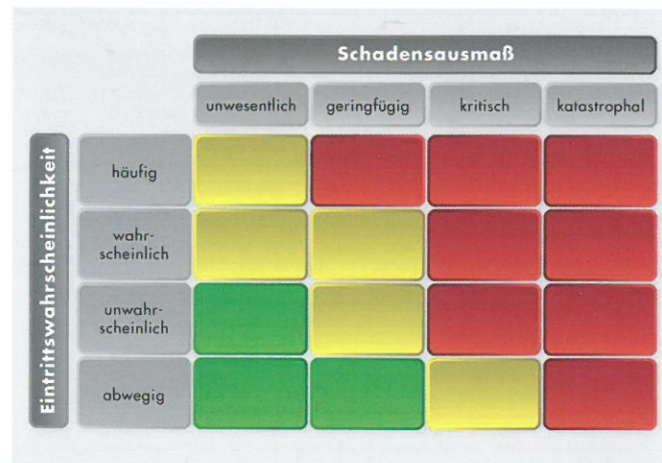 Schadensausmaß
unwesentlich
geringfügig
kritisch
katastrophal
Eintrittswahrscheinlichkeit
häufig
wahr-
scheinlich
unwahr-
scheinlich
abwegig